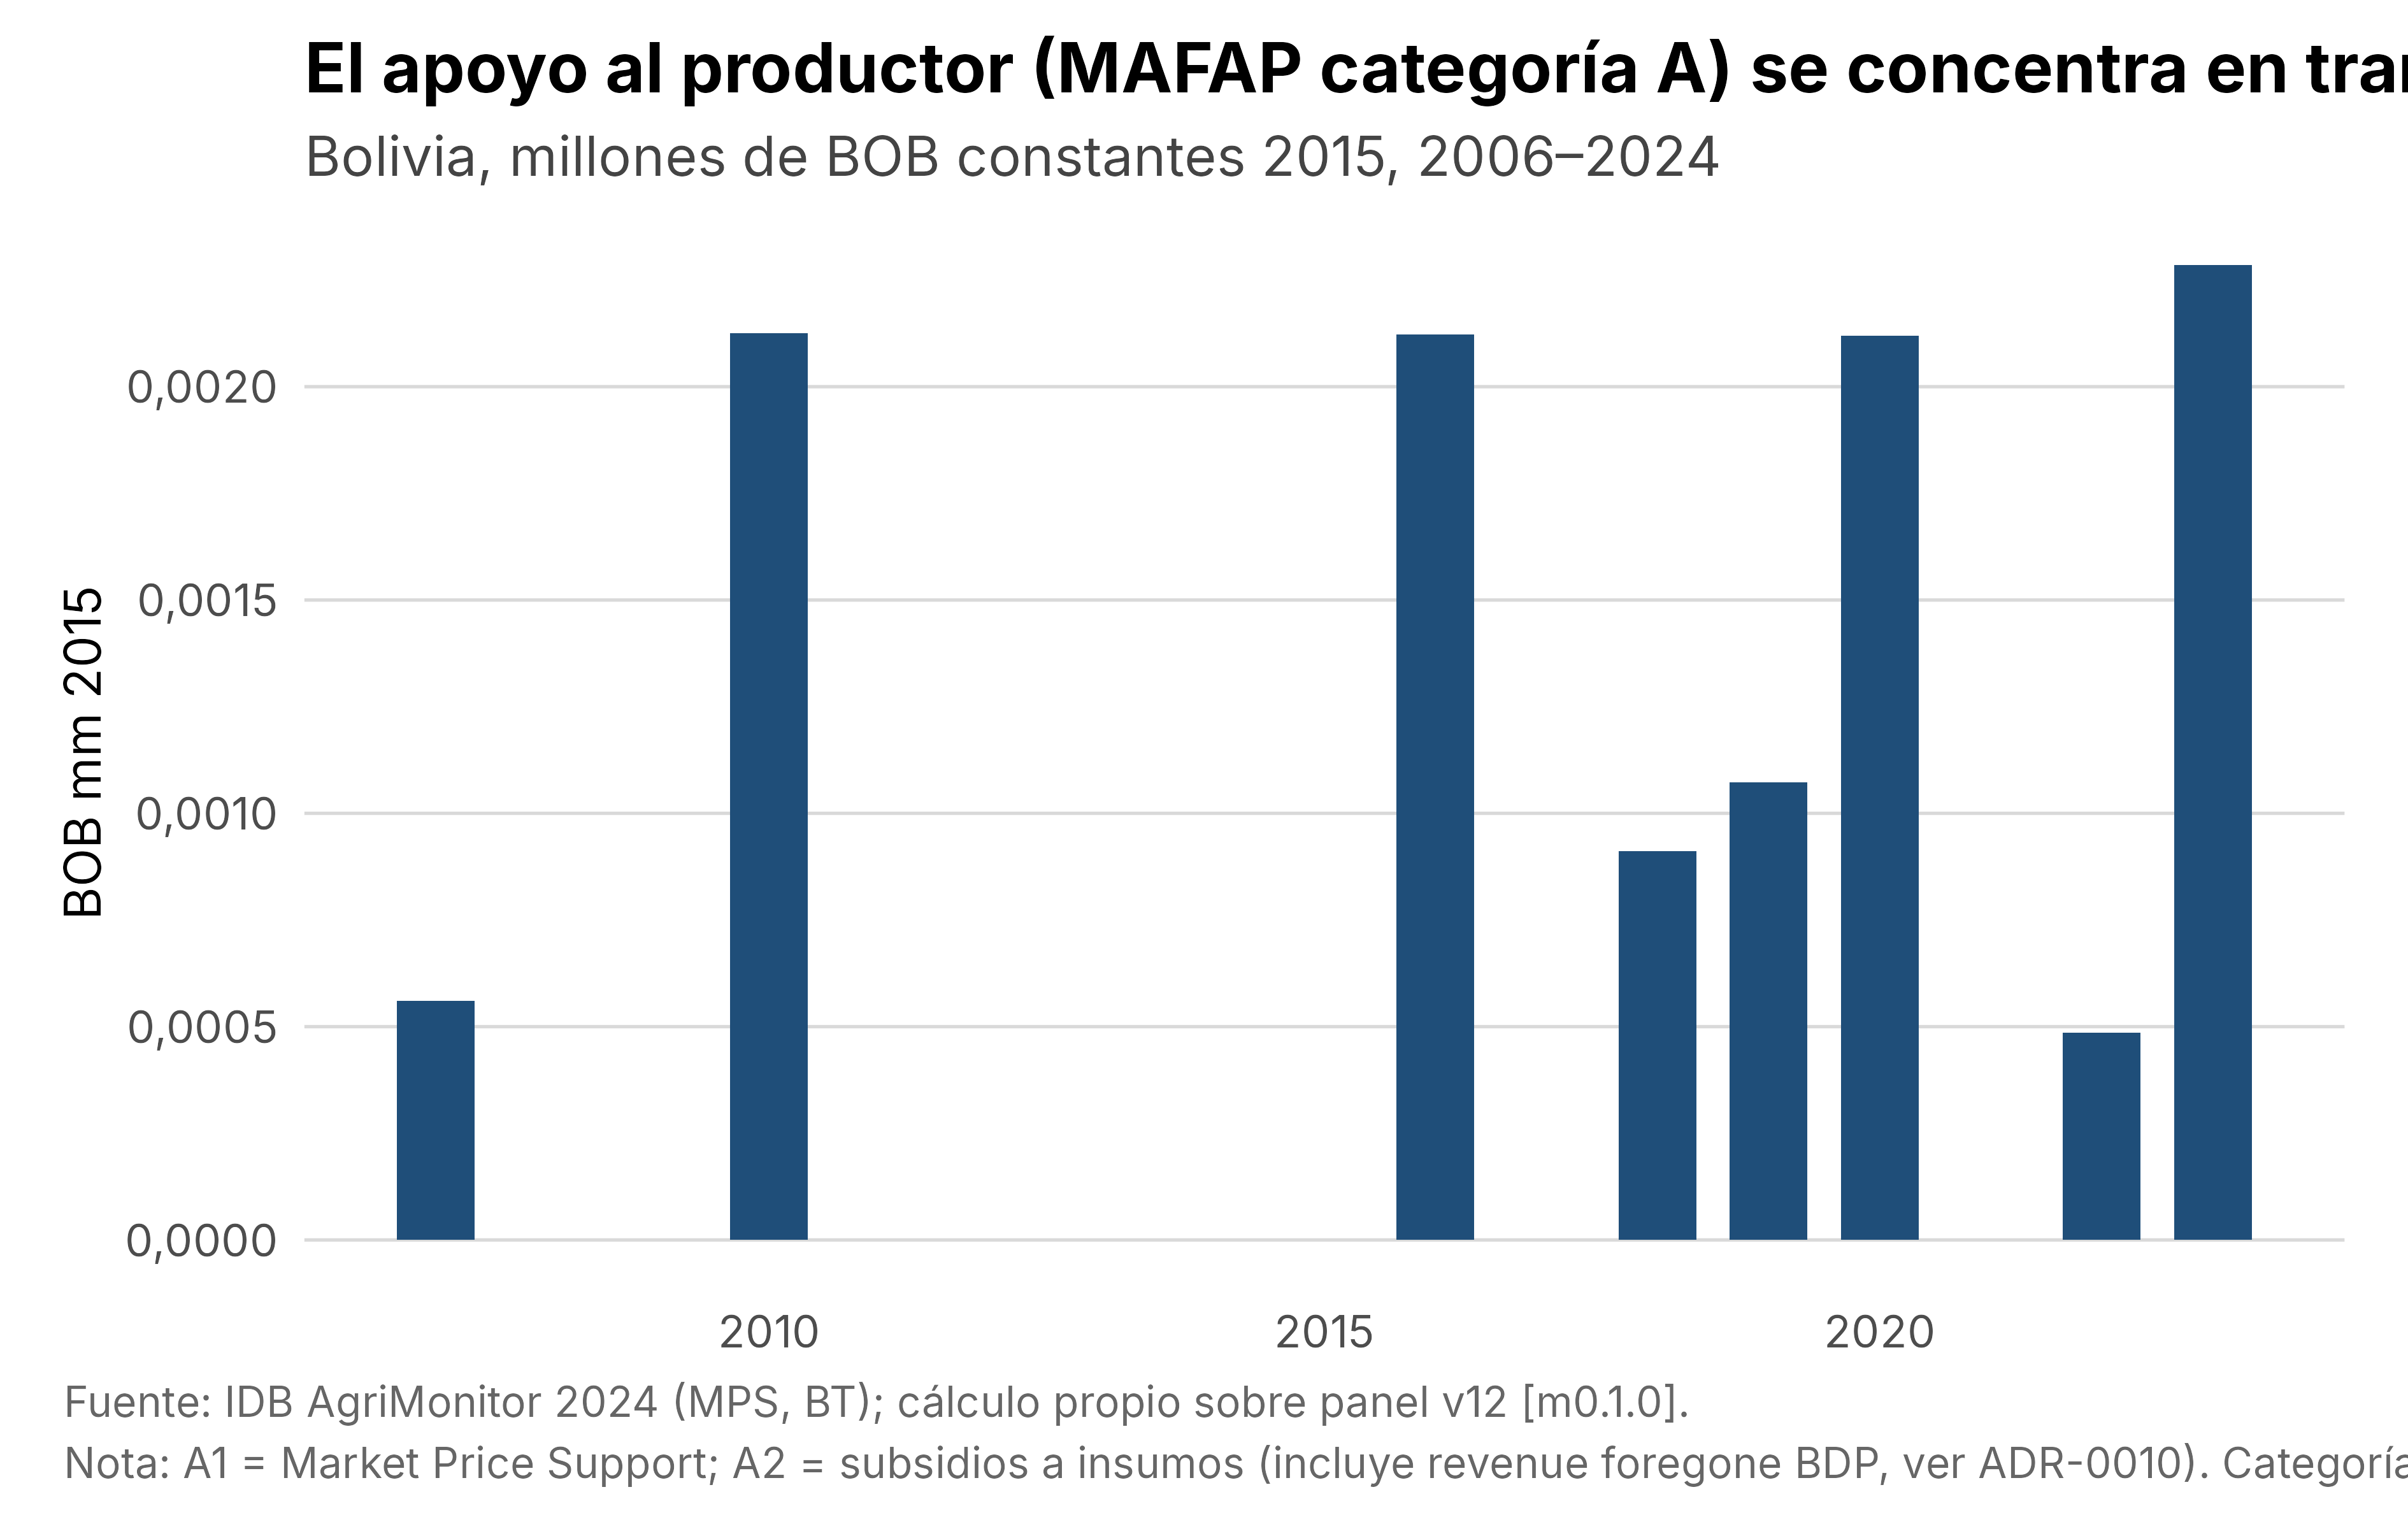 El apoyo al productor (MAFAP categoría A) se concentra en
Bolivia, millones de BOB constantes 2015, 2006–2024
BOB mm 2015
0,0020
0,0015
0,0010
0,0005
0,0000
2010
2015
2020
Fuente: IDB AgriMonitor 2024 (MPS, BT); cálculo propio sobre panel v12 [m0.1.0].
Nota: A1 = Market Price Support; A2 = subsidios a insumos (incluye revenue foregone BDP, ver ADR-0010). Categoría